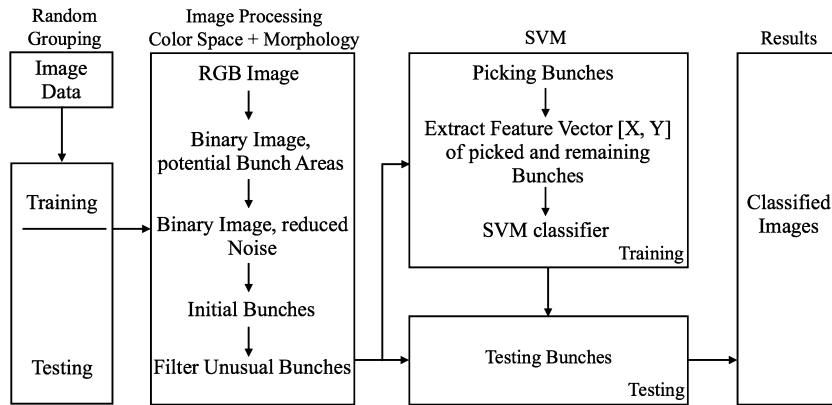 Random
Grouping
Image
Data
Training
Testing
Image Processing
Color Space + Morphology
RGB Image
Binary Image,
potential Bunch Areas
Binary Image, reduced
Noise
Initial Bunches
Filter Unusual Bunches
SVM
Picking Bunches
Extract Feature Vector [X, Y]
of picked and remaining
Bunches
SVM classifier
Training
Testing Bunches
Testing
Results
Classified
Images